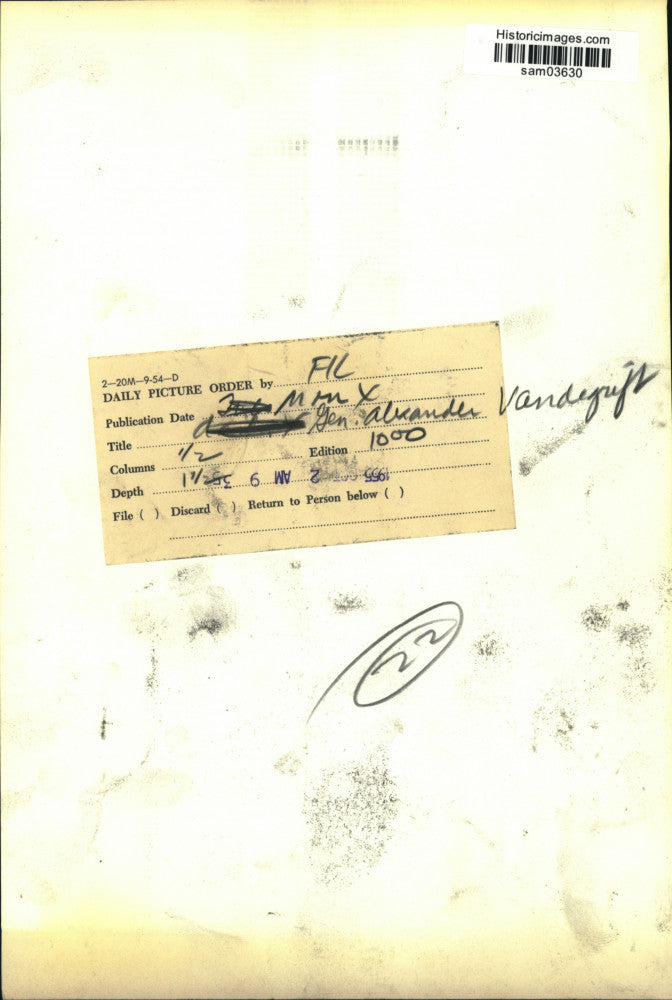 Historicimages.com
sam03630
2—20M—9-54—D
DAILY PICTURE ORDER by FIL
Publication Date Mon X
Title Gen. Alexander Vandegrift
Columns 1/2 Edition 1000
Depth 1 1/2
1955 OCT 2 AM 9 35
File ( ) Discard ( ) Return to Person below ( )
22